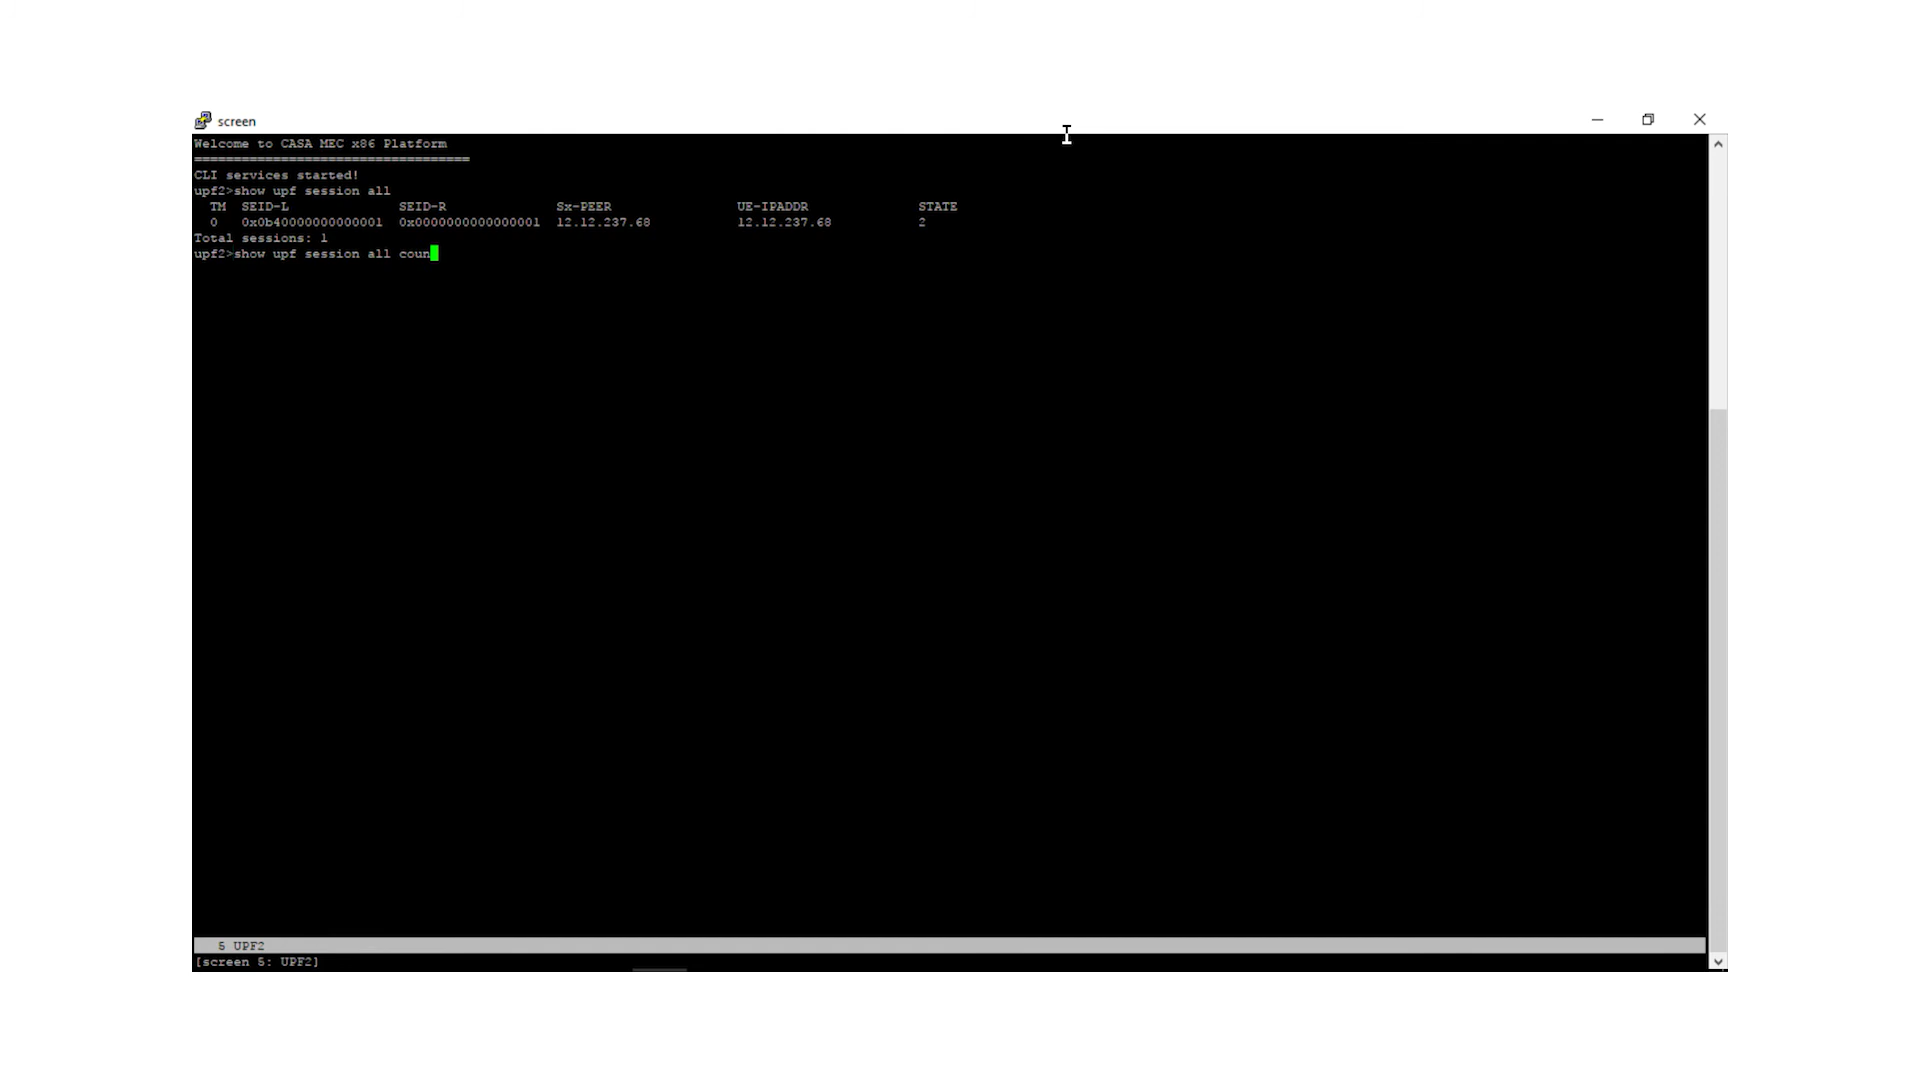 screen
Welcome to CASA MEC x86 Platform
===================================
CLI services started!
upf2>show upf session all
TM SEID-L SEID-R Sx-PEER UE-IPADDR STATE
0 0x0b40000000000001 0x0000000000000001 12.12.237.68 12.12.237.68 2
Total sessions: 1
upf2>show upf session all coun
5 UPF2
[screen 5: UPF2]